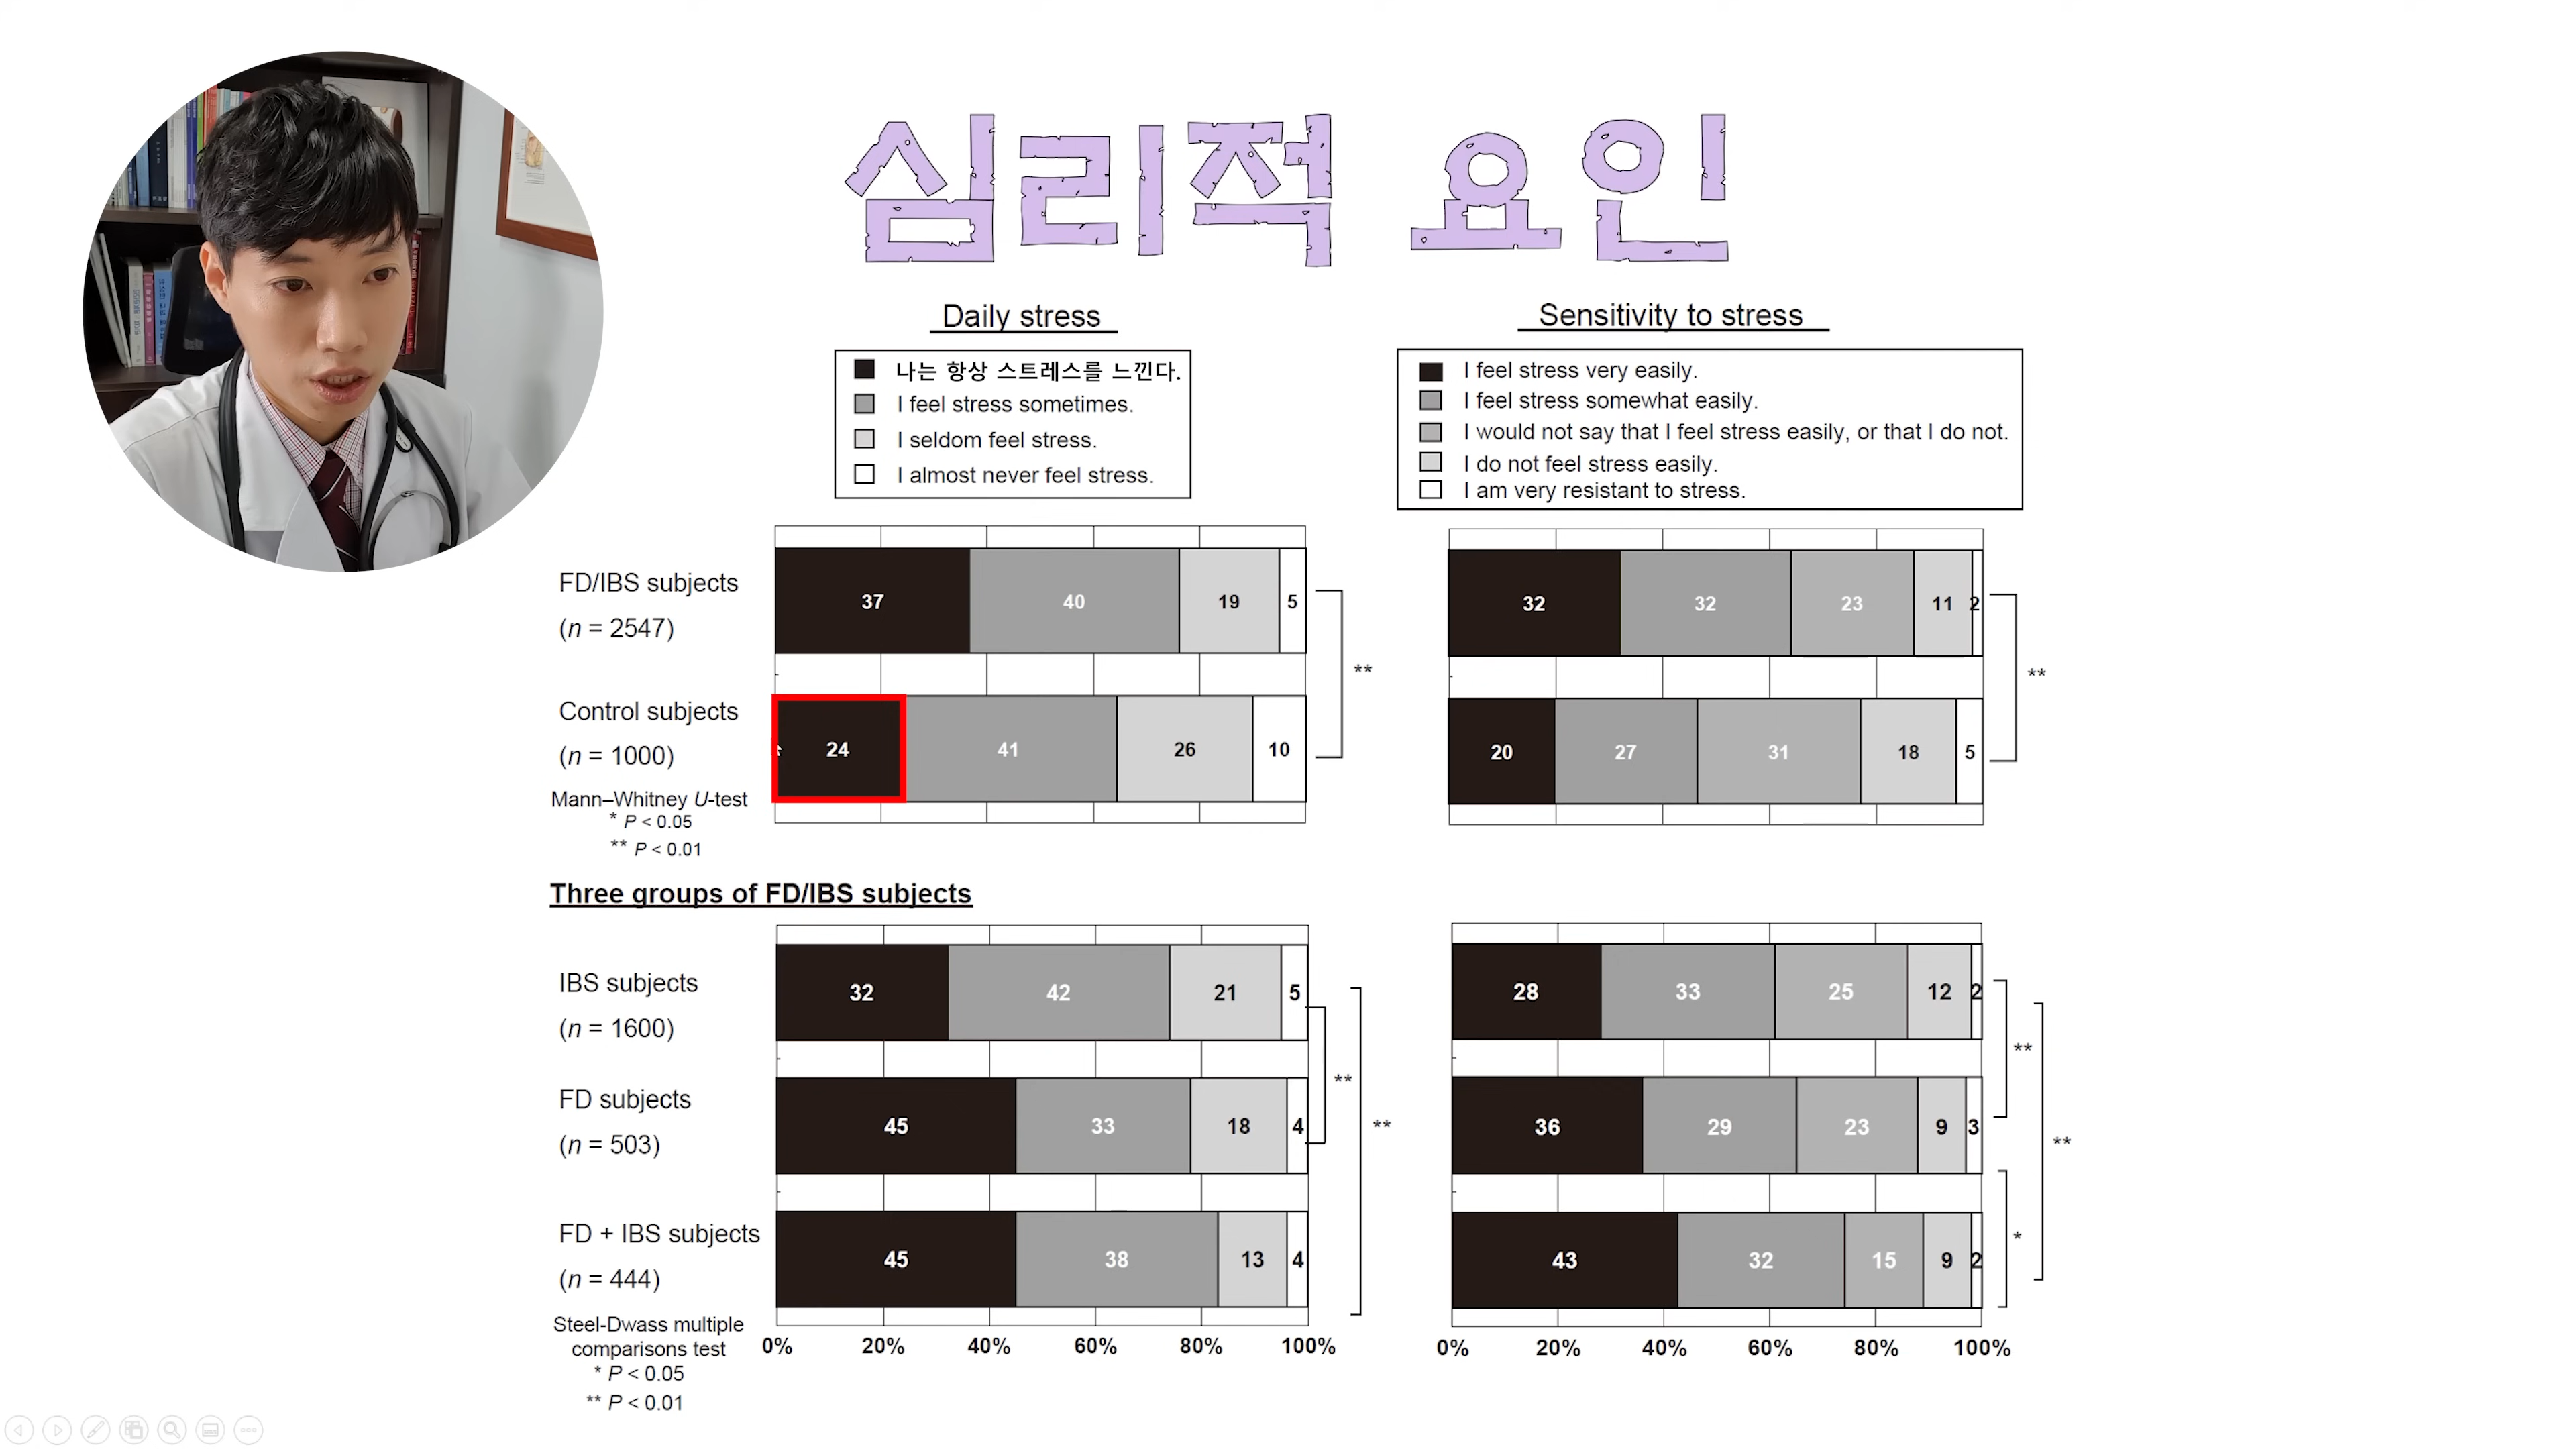 심리적 요인
Daily stress
나는 항상 스트레스를 느낀다.
I feel stress sometimes.
I seldom feel stress.
I almost never feel stress.
Sensitivity to stress
I feel stress very easily.
I feel stress somewhat easily.
I would not say that I feel stress easily, or that I do not.
I do not feel stress easily.
I am very resistant to stress.
FD/IBS subjects
(n = 2547)
37 40 19 5
**
32 32 23 11 2
**
Control subjects
(n = 1000)
24 41 26 10
20 27 31 18 5
Mann–Whitney U-test
* P < 0.05
** P < 0.01
Three groups of FD/IBS subjects
IBS subjects
(n = 1600)
32 42 21 5
28 33 25 12 2
**
**
FD subjects
(n = 503)
45 33 18 4
**
36 29 23 9 3
**
FD + IBS subjects
(n = 444)
45 38 13 4
43 32 15 9 2
*
Steel-Dwass multiple
comparisons test
* P < 0.05
** P < 0.01
0% 20% 40% 60% 80% 100%
0% 20% 40% 60% 80% 100%